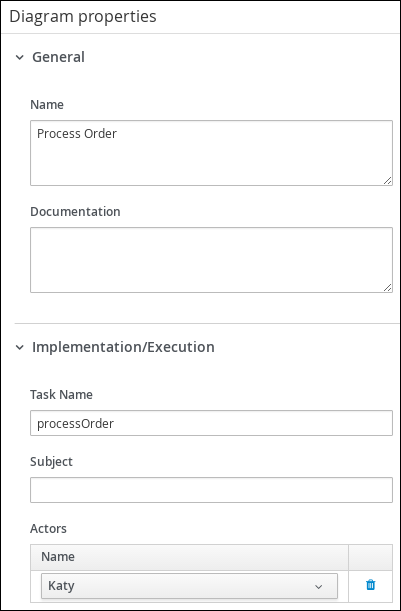 Diagram properties
General
Name
Process Order
Documentation
Implementation/Execution
Task Name
processOrder
Subject
Actors
Name
Katy